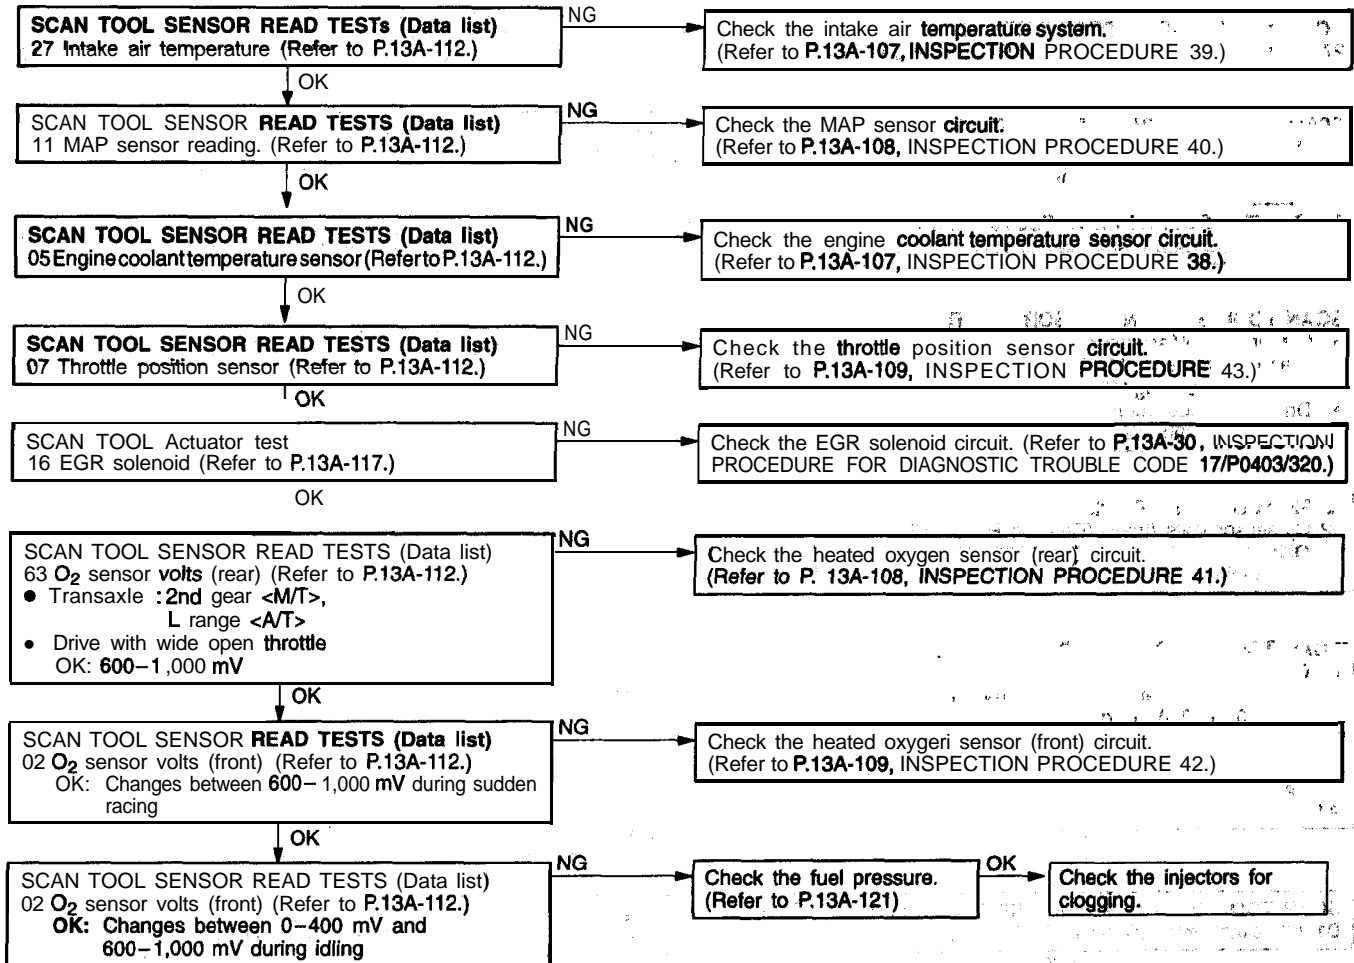 SCAN TOOL SENSOR READ TESTs (Data list)
27 Intake air temperature (Refer to P.13A-112.)
NG
Check the intake air temperature system.
(Refer to P.13A-107, INSPECTION PROCEDURE 39.)
OK
SCAN TOOL SENSOR READ TESTS (Data list)
11 MAP sensor reading. (Refer to P.13A-112.)
NG
Check the MAP sensor circuit.
(Refer to P.13A-108, INSPECTION PROCEDURE 40.)
OK
SCAN TOOL SENSOR READ TESTS (Data list)
05 Engine coolant temperature sensor (Refer to P.13A-112.)
NG
Check the engine coolant temperature sensor circuit.
(Refer to P.13A-107, INSPECTION PROCEDURE 38.)
OK
SCAN TOOL SENSOR READ TESTS (Data list)
07 Throttle position sensor (Refer to P.13A-112.)
NG
Check the throttle position sensor circuit.
(Refer to P.13A-109, INSPECTION PROCEDURE 43.)'
OK
SCAN TOOL Actuator test
16 EGR solenoid (Refer to P.13A-117.)
NG
Check the EGR solenoid circuit. (Refer to P.13A-30, INSPECTION
PROCEDURE FOR DIAGNOSTIC TROUBLE CODE 17/P0403/320.)
OK
SCAN TOOL SENSOR READ TESTS (Data list)
63 O2 sensor volts (rear) (Refer to P.13A-112.)
● Transaxle : 2nd gear <M/T>,
L range <A/T>
● Drive with wide open throttle
OK: 600–1,000 mV
NG
Check the heated oxygen sensor (rear) circuit.
(Refer to P. 13A-108, INSPECTION PROCEDURE 41.)
OK
SCAN TOOL SENSOR READ TESTS (Data list)
02 O2 sensor volts (front) (Refer to P.13A-112.)
OK: Changes between 600–1,000 mV during sudden
racing
NG
Check the heated oxygeri sensor (front) circuit.
(Refer to P.13A-109, INSPECTION PROCEDURE 42.)
OK
SCAN TOOL SENSOR READ TESTS (Data list)
02 O2 sensor volts (front) (Refer to P.13A-112.)
OK: Changes between 0–400 mV and
600–1,000 mV during idling
NG
Check the fuel pressure.
(Refer to P.13A-121)
OK
Check the injectors for
clogging.